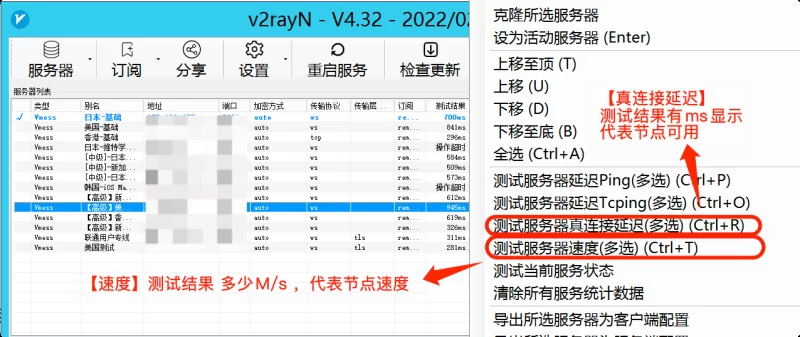 v2rayN - V4.32 - 2022/02
服务器 订阅 分享 设置 重启服务 检查更新
服务器列表
类型 别名 地址 端口 加密方式 传输协议 传输层... 订阅 测试结果
✓ Vmess 日本-基础 auto ws re... 700ms
Vmess 美国-基础 auto ws rem... 841ms
Vmess 香港-基础 auto tcp rem... 296ms
Vmess 日本-维特学... auto ws rem... 操作超时
Vmess [中级]-日本... auto ws rem... 584ms
Vmess [中级]-新加... auto ws rem... 509ms
Vmess [中级]-日本... auto ws rem... 573ms
Vmess 韩国-iOS Ma... auto ws rem... 操作超时
Vmess 【高级】新... auto ws rem... 612ms
Vmess 【高级】美... auto ws rem... 945ms
Vmess 【高级】香... auto ws rem... 619ms
Vmess 【高级】新... auto ws rem... 326ms
Vmess 联通用户专线 auto ws tls rem... 311ms
Vmess 美国测试 auto ws tls rem... 281ms
【速度】测试结果 多少M/s ，代表节点速度
克隆所选服务器
设为活动服务器 (Enter)
上移至顶 (T)
上移 (U)
下移 (D)
下移至底 (B)
全选 (Ctrl+A)
【真连接延迟】
测试结果有ms显示
代表节点可用
测试服务器延迟Ping(多选) (Ctrl+P)
测试服务器延迟Tcping(多选) (Ctrl+O)
测试服务器真连接延迟(多选) (Ctrl+R)
测试服务器速度(多选) (Ctrl+T)
测试当前服务状态
清除所有服务统计数据
导出所选服务器为客户端配置